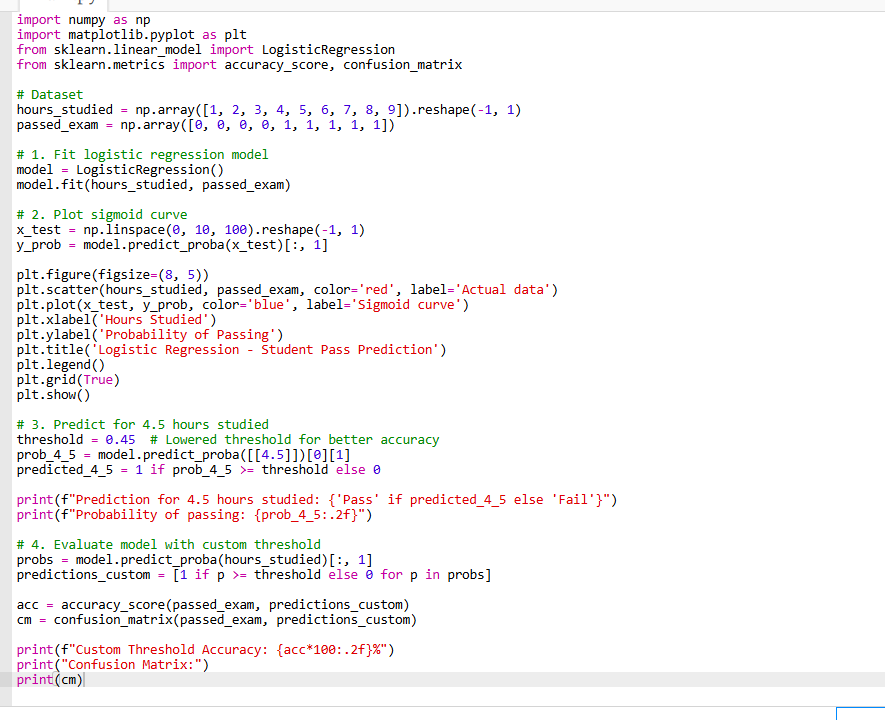 import numpy as np
import matplotlib.pyplot as plt
from sklearn.linear_model import LogisticRegression
from sklearn.metrics import accuracy_score, confusion_matrix

# Dataset
hours_studied = np.array([1, 2, 3, 4, 5, 6, 7, 8, 9]).reshape(-1, 1)
passed_exam = np.array([0, 0, 0, 0, 1, 1, 1, 1, 1])

# 1. Fit logistic regression model
model = LogisticRegression()
model.fit(hours_studied, passed_exam)

# 2. Plot sigmoid curve
x_test = np.linspace(0, 10, 100).reshape(-1, 1)
y_prob = model.predict_proba(x_test)[:, 1]

plt.figure(figsize=(8, 5))
plt.scatter(hours_studied, passed_exam, color='red', label='Actual data')
plt.plot(x_test, y_prob, color='blue', label='Sigmoid curve')
plt.xlabel('Hours Studied')
plt.ylabel('Probability of Passing')
plt.title('Logistic Regression - Student Pass Prediction')
plt.legend()
plt.grid(True)
plt.show()

# 3. Predict for 4.5 hours studied
threshold = 0.45  # Lowered threshold for better accuracy
prob_4_5 = model.predict_proba([[4.5]])[0][1]
predicted_4_5 = 1 if prob_4_5 >= threshold else 0

print(f"Prediction for 4.5 hours studied: {'Pass' if predicted_4_5 else 'Fail'}")
print(f"Probability of passing: {prob_4_5:.2f}")

# 4. Evaluate model with custom threshold
probs = model.predict_proba(hours_studied)[:, 1]
predictions_custom = [1 if p >= threshold else 0 for p in probs]

acc = accuracy_score(passed_exam, predictions_custom)
cm = confusion_matrix(passed_exam, predictions_custom)

print(f"Custom Threshold Accuracy: {acc*100:.2f}%")
print("Confusion Matrix:")
print(cm)